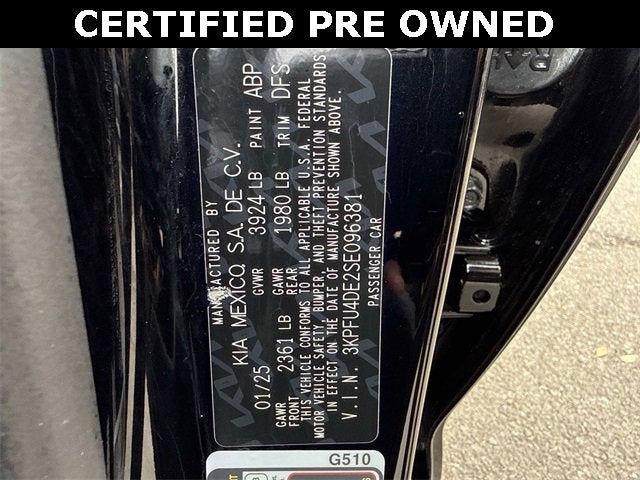 CERTIFIED PRE OWNED
MANUFACTURED BY
KIA MEXICO, S.A. DE C.V.
01/25 GVWR 3924 LB PAINT ABP
GAWR FRONT 2361 LB GAWR REAR 1980 LB TRIM DFS
THIS VEHICLE CONFORMS TO ALL APPLICABLE U.S.A. FEDERAL
MOTOR VEHICLE SAFETY, BUMPER, AND THEFT PREVENTION STANDARDS
IN EFFECT ON THE DATE OF MANUFACTURE SHOWN ABOVE.
V.I.N. 3KPFU4DE2SE096381
PASSENGER CAR
G510